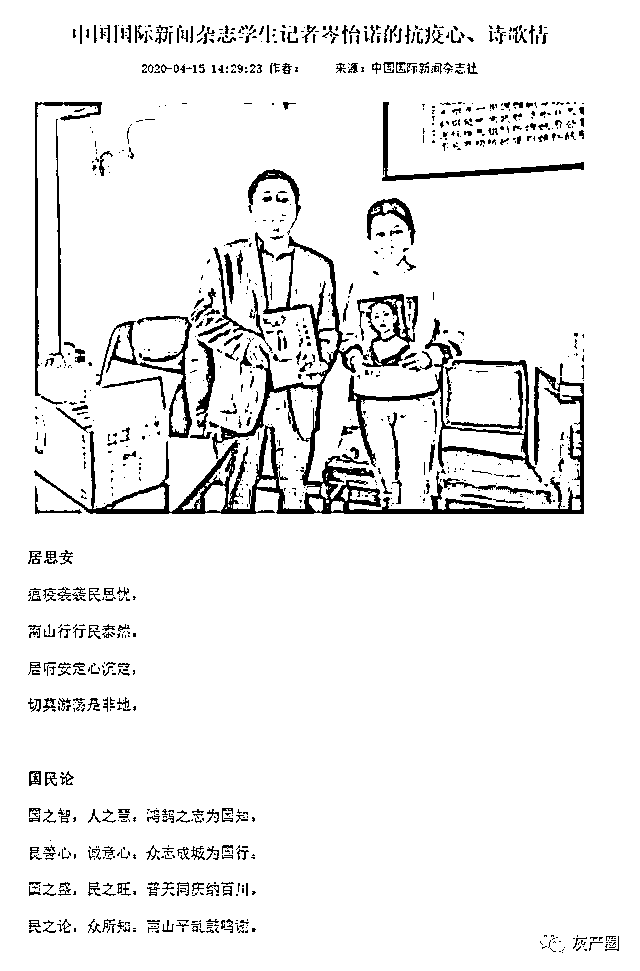 中国国际新闻杂志学生记者岑怡诺的抗疫心、诗歌情
2020-04-15 14:29:23 作者： 来源：中国国际新闻杂志社
居思安
瘟疫袭袭民思忧，
南山行行民泰然。
居府安定心沉定，
切莫游荡是非地。
国民论
国之智，人之慧，鸿鹄之志为国知。
良善心，诚意心，众志成城为国行。
国之盛，民之旺，普天同庆纳百川。
民之论，众所知，南山平乱鼓鸣谢。
灰产圈